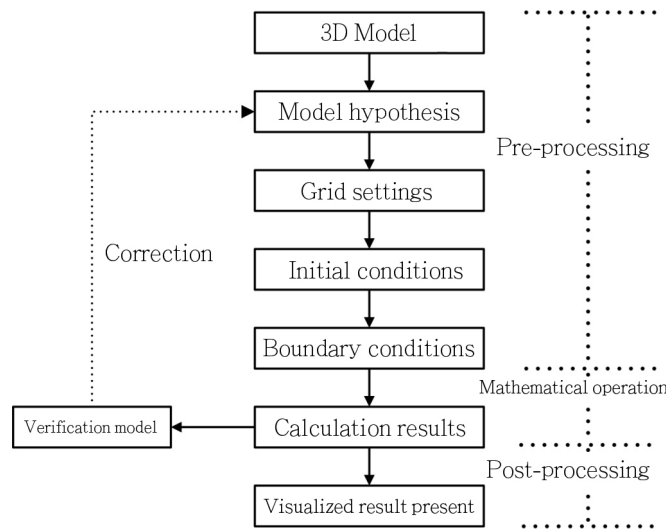 3D Model
Model hypothesis
Pre-processing
Grid settings
Correction
Initial conditions
Boundary conditions
Mathematical operation
Verification model
Calculation results
Post-processing
Visualized result present